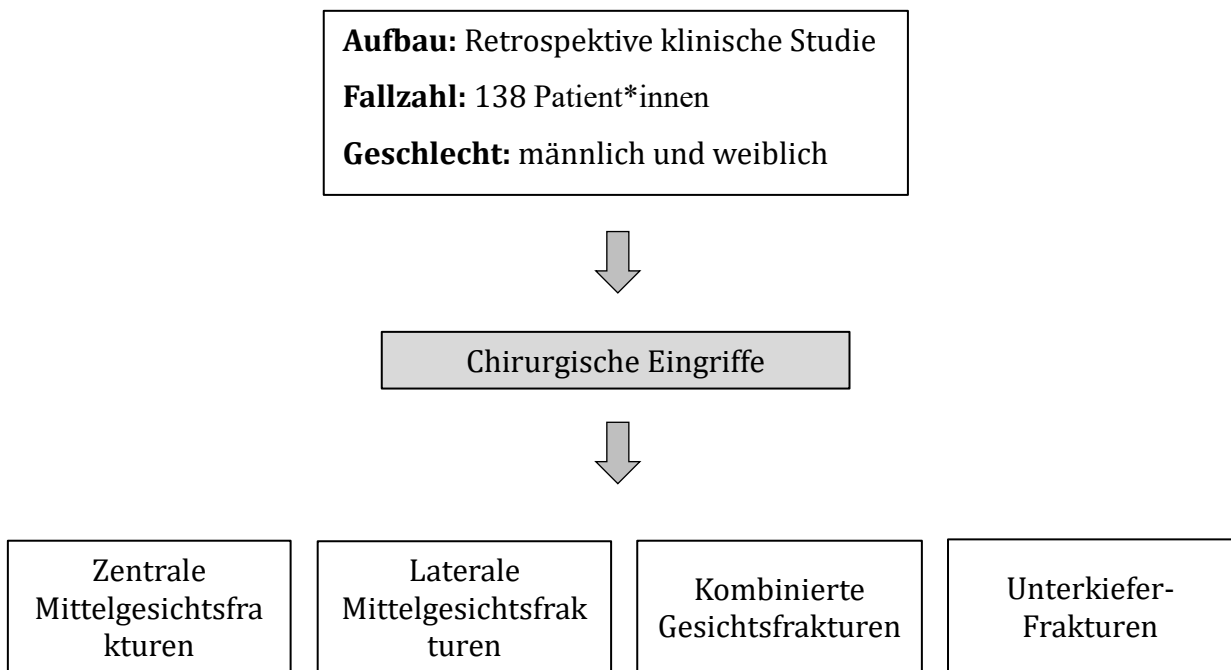 Aufbau: Retrospektive klinische Studie
Fallzahl: 138 Patient*innen
Geschlecht: männlich und weiblich
Chirurgische Eingriffe
Zentrale
Mittelgesichtsfra
kturen
Laterale
Mittelgesichtsfrak
turen
Kombinierte
Gesichtsfrakturen
Unterkiefer-
Frakturen